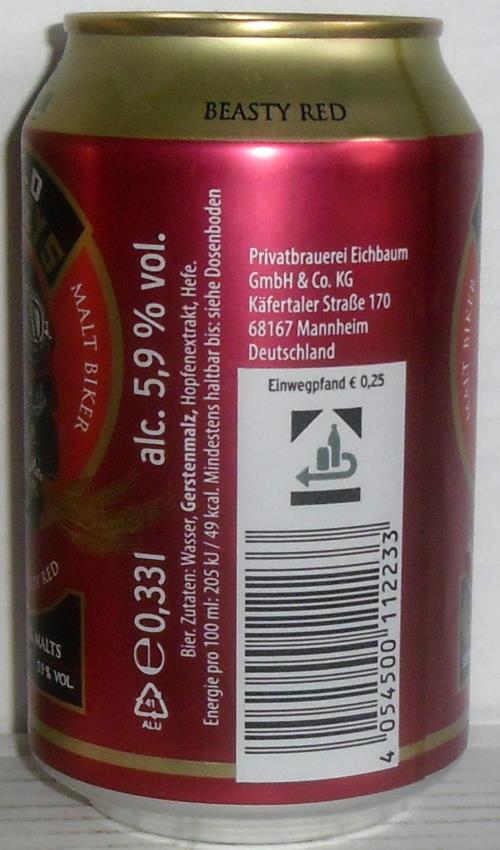 BEASTY RED
D
YS
MALT BIKER
RED
MALTS
5,9 % VOL.
alc. 5,9 % vol.
e 0,33l
41
ALU
Bier. Zutaten: Wasser, Gerstenmalz, Hopfenextrakt, Hefe.
Energie pro 100 ml: 205 kJ / 49 kcal. Mindestens haltbar bis: siehe Dosenboden
Privatbrauerei Eichbaum
GmbH & Co. KG
Käfertaler Straße 170
68167 Mannheim
Deutschland
Einwegpfand € 0,25
4 054500 112233
MALT BIKER